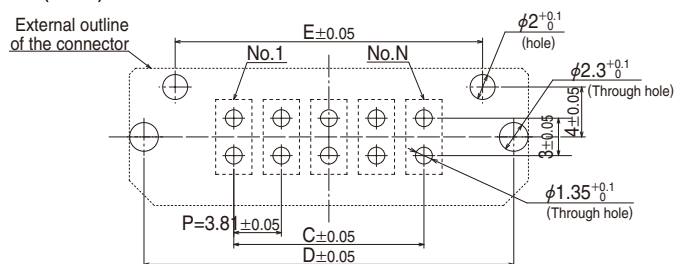 E±0.05
External outline
of the connector
No.1
No.N
ϕ2 +0.1 0
(hole)
ϕ2.3 +0.1 0
(Through hole)
3±0.05
4±0.05
ϕ1.35 +0.1 0
(Through hole)
P=3.81±0.05
C±0.05
D±0.05